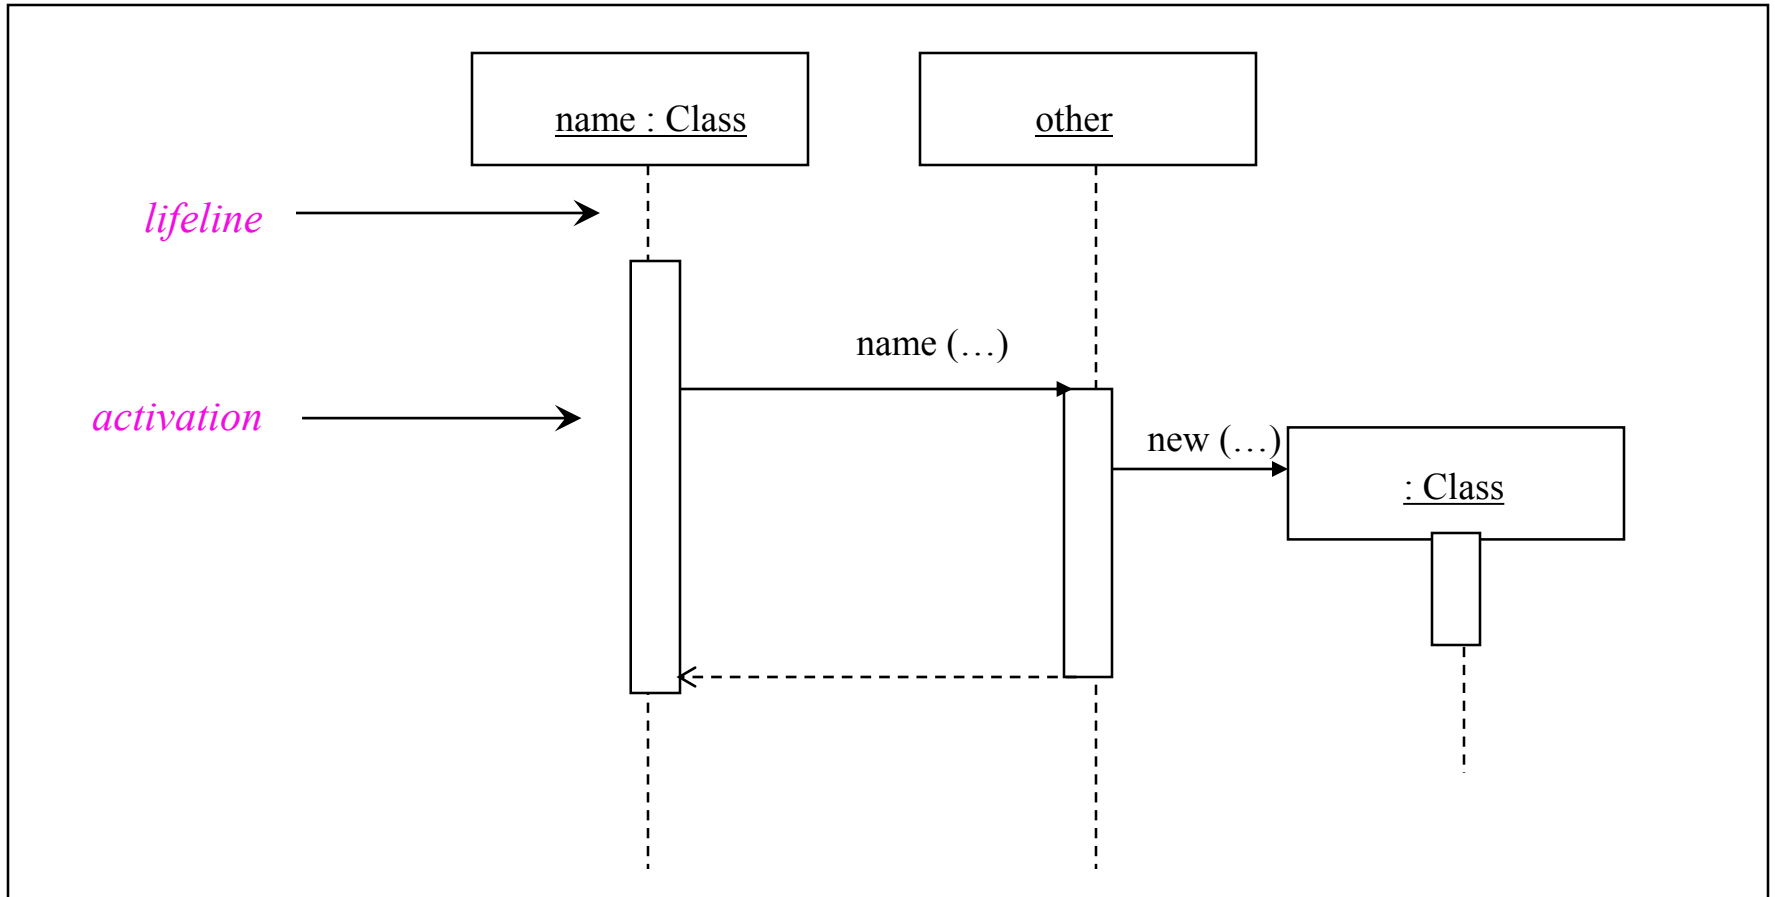 name : Class
other
lifeline
name (…)
activation
new (…)
: Class